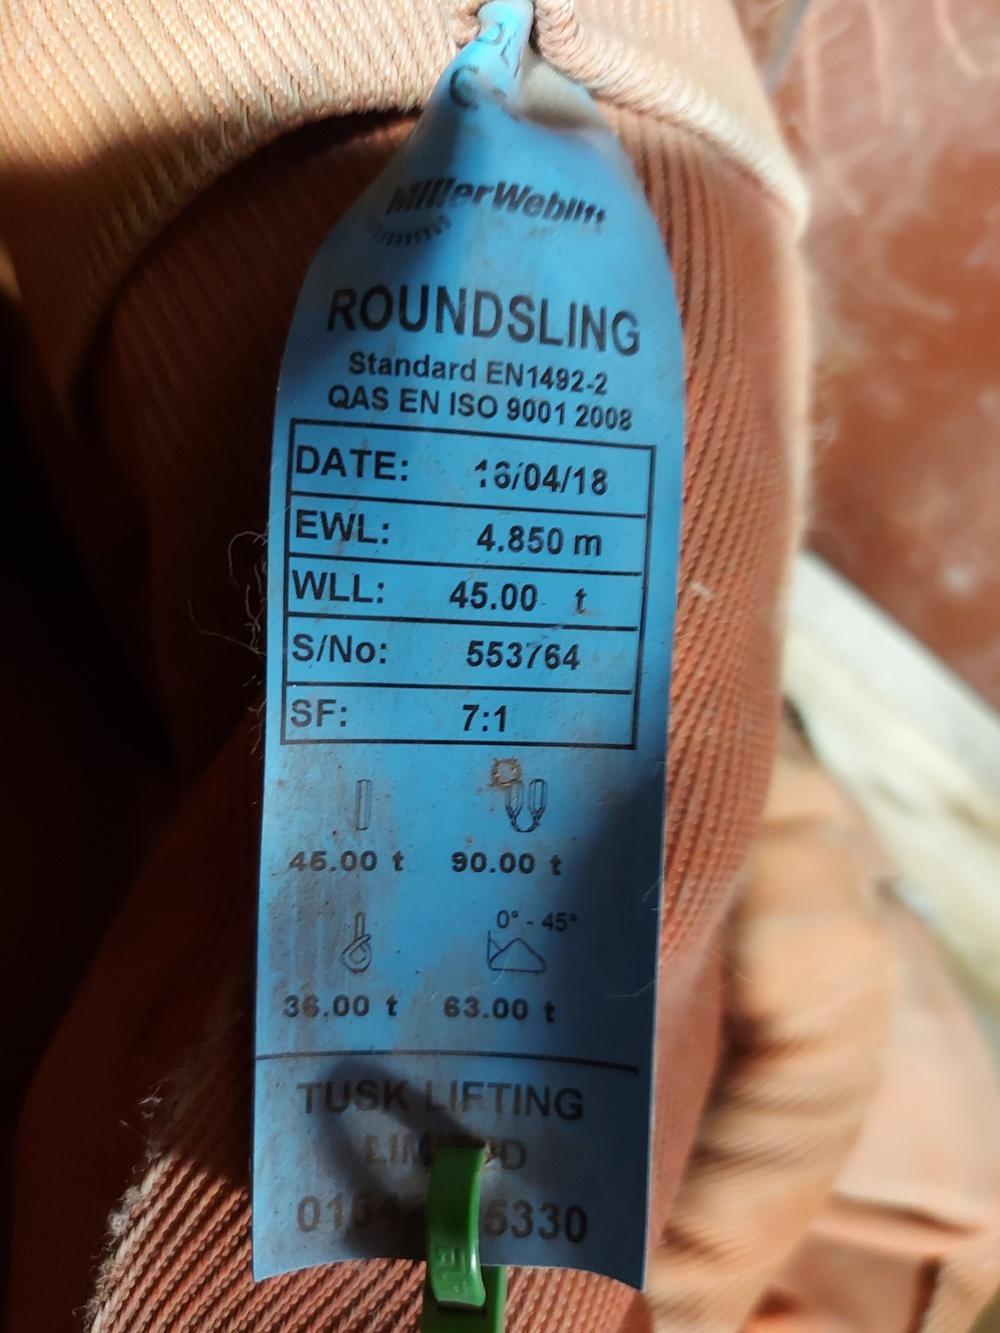 MillerWeblift
ROUNDSLING
Standard EN1492-2
QAS EN ISO 9001 2008
DATE: 16/04/18
EWL: 4.850 m
WLL: 45.00 t
S/No: 553764
SF: 7:1
45.00 t 90.00 t
0° - 45°
36.00 t 63.00 t
TUSK LIFTING
5330